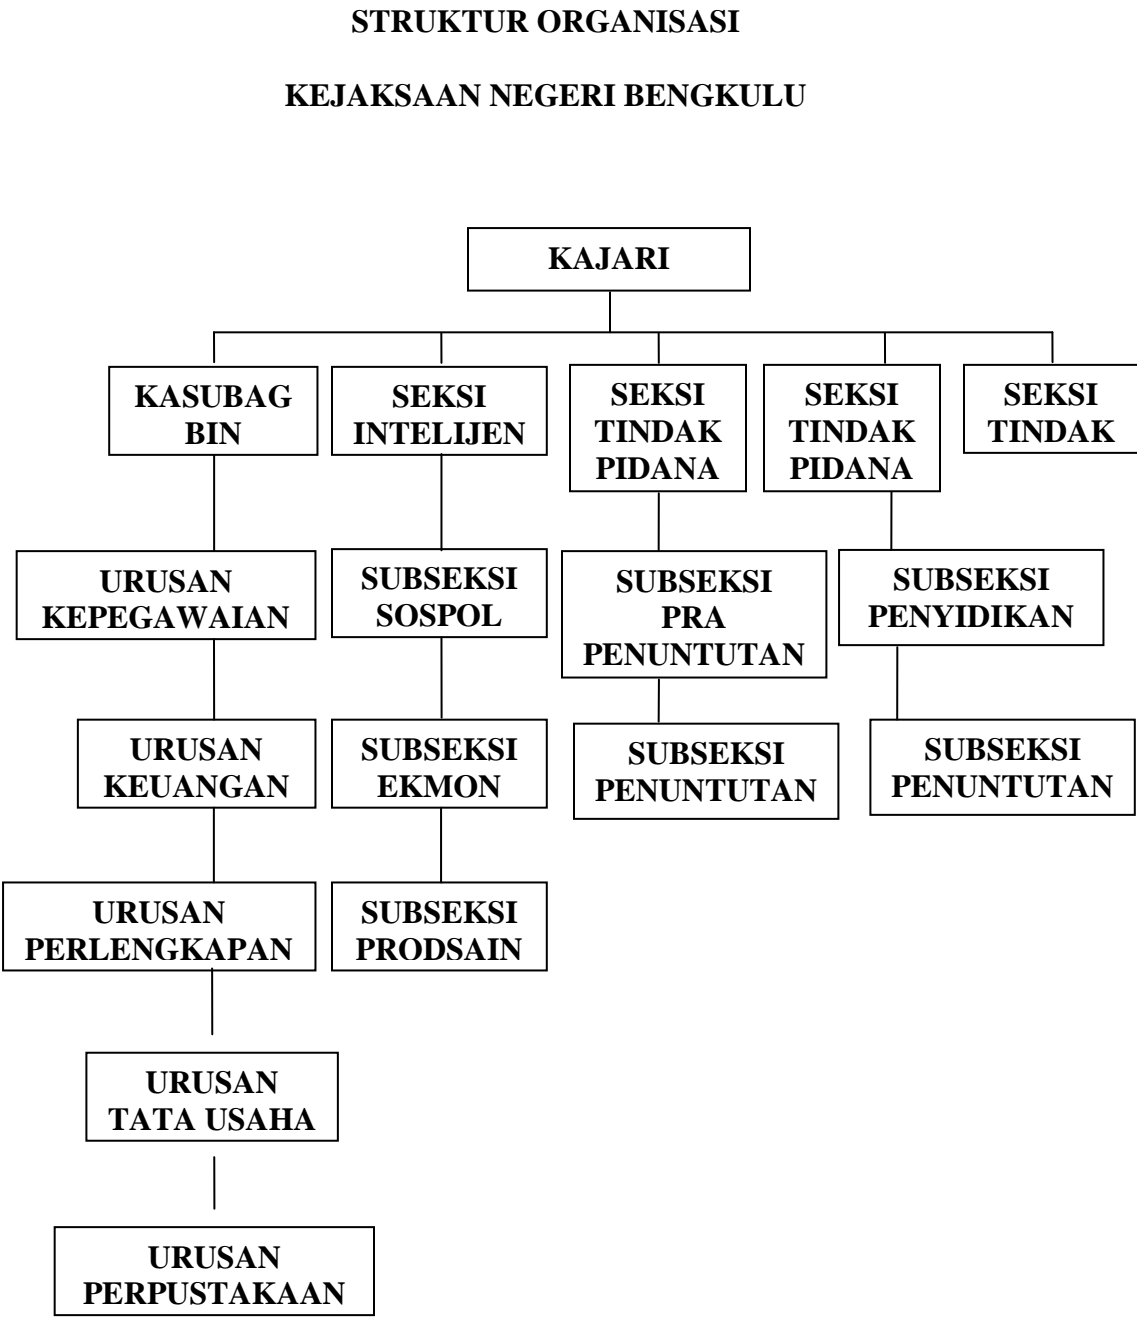 STRUKTUR ORGANISASI
KEJAKSAAN NEGERI BENGKULU
KAJARI
KASUBAG
BIN
SEKSI
INTELIJEN
SEKSI
TINDAK
PIDANA
SEKSI
TINDAK
PIDANA
SEKSI
TINDAK
URUSAN
KEPEGAWAIAN
SUBSEKSI
SOSPOL
SUBSEKSI
PRA
PENUNTUTAN
SUBSEKSI
PENYIDIKAN
URUSAN
KEUANGAN
SUBSEKSI
EKMON
SUBSEKSI
PENUNTUTAN
SUBSEKSI
PENUNTUTAN
URUSAN
PERLENGKAPAN
SUBSEKSI
PRODSAIN
URUSAN
TATA USAHA
URUSAN
PERPUSTAKAAN